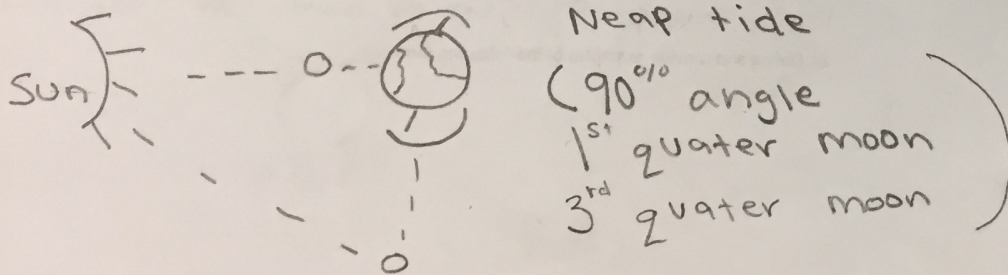 Neap tide
Sun
(90% angle
1st quater moon
3rd quater moon)